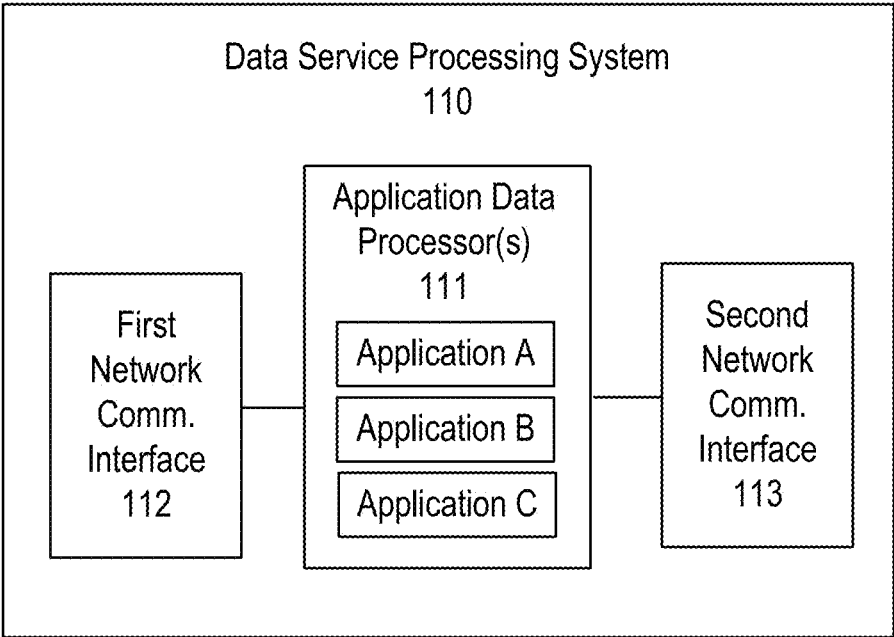 Data Service Processing System
110
Application Data
Processor(s)
111
Application A
Application B
Application C
First
Network
Comm.
Interface
112
Second
Network
Comm.
Interface
113